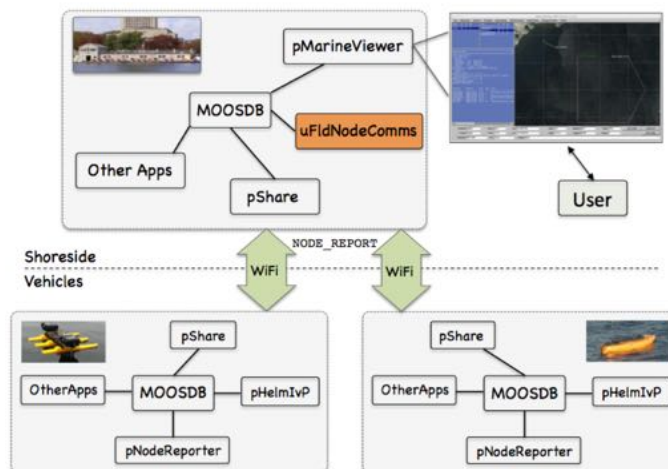 pMarineViewer
MOOSDB
uFldNodeComms
Other Apps
pShare
User
NODE_REPORT
Shoreside
WiFi
WiFi
Vehicles
pShare
OtherApps
MOOSDB
pHelmIvP
pNodeReporter
pShare
OtherApps
MOOSDB
pHelmIvP
pNodeReporter